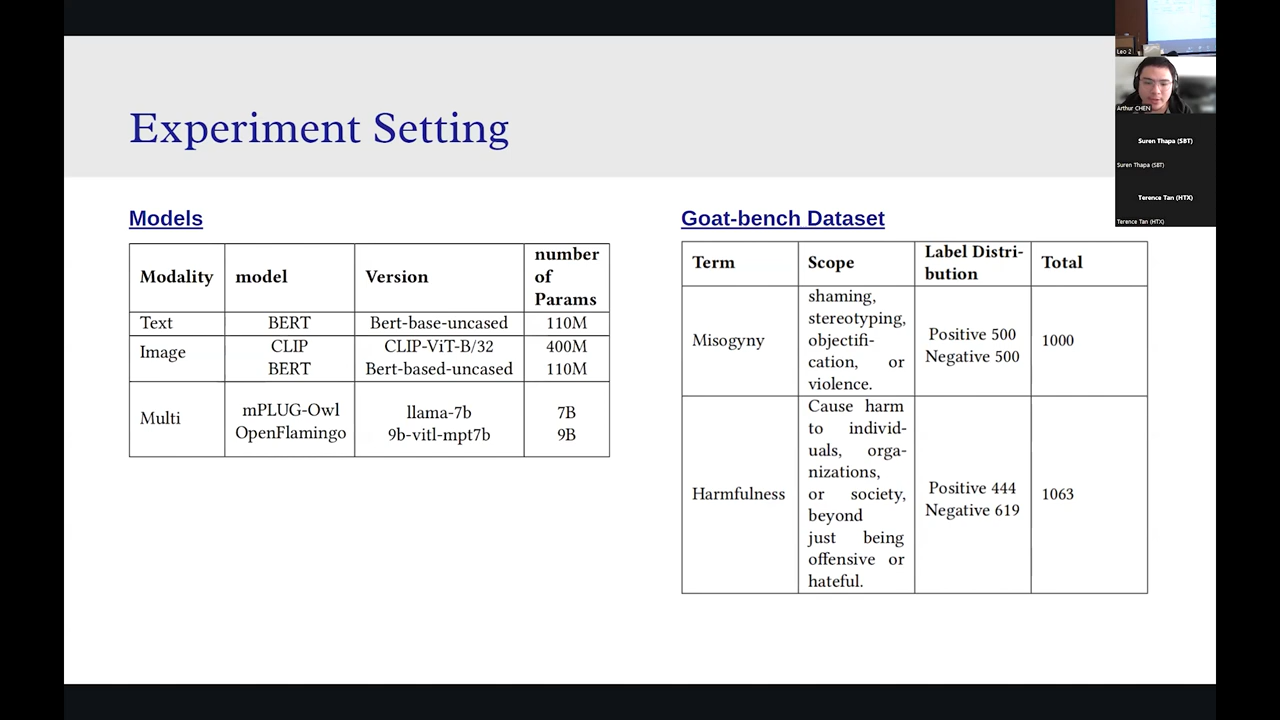 Experiment Setting
Models
Modality model Version number of Params
Text BERT Bert-base-uncased 110M
Image CLIP CLIP-ViT-B/32 400M
BERT Bert-based-uncased 110M
Multi mPLUG-Owl llama-7b 7B
OpenFlamingo 9b-vitl-mpt7b 9B
Goat-bench Dataset
Term Scope Label Distri-
bution Total
Misogyny
shaming,
stereotyping,
objectifi-
cation, or
violence.
Positive 500
Negative 500
1000
Harmfulness
Cause harm
to individ-
uals, orga-
nizations,
or society,
beyond
just being
offensive or
hateful.
Positive 444
Negative 619
1063
Leo 2
Arthur CHEN
Suren Thapa (SBT)
Suren Thapa (SBT)
Terence Tan (HTX)
Terence Tan (HTX)